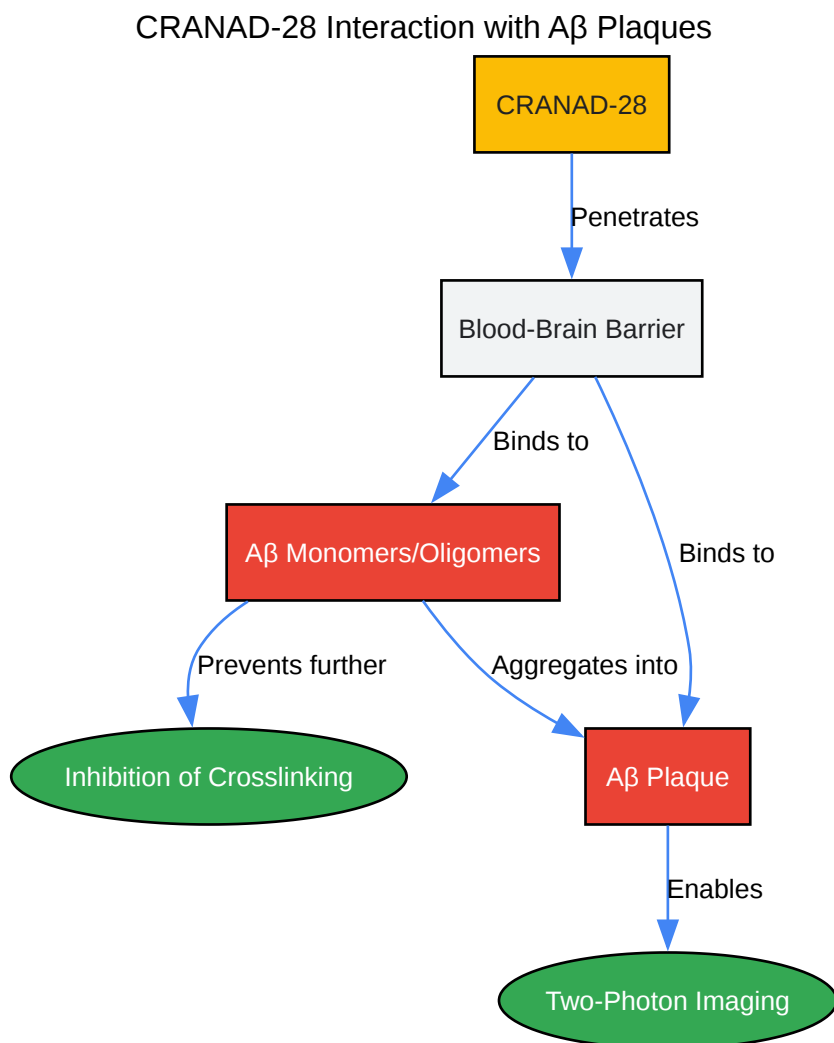 CRANAD-28 Interaction with Aβ Plaques
CRANAD-28
Penetrates
Blood-Brain Barrier
Binds to
Aβ Monomers/Oligomers
Binds to
Prevents further
Aggregates into
Inhibition of Crosslinking
Aβ Plaque
Enables
Two-Photon Imaging